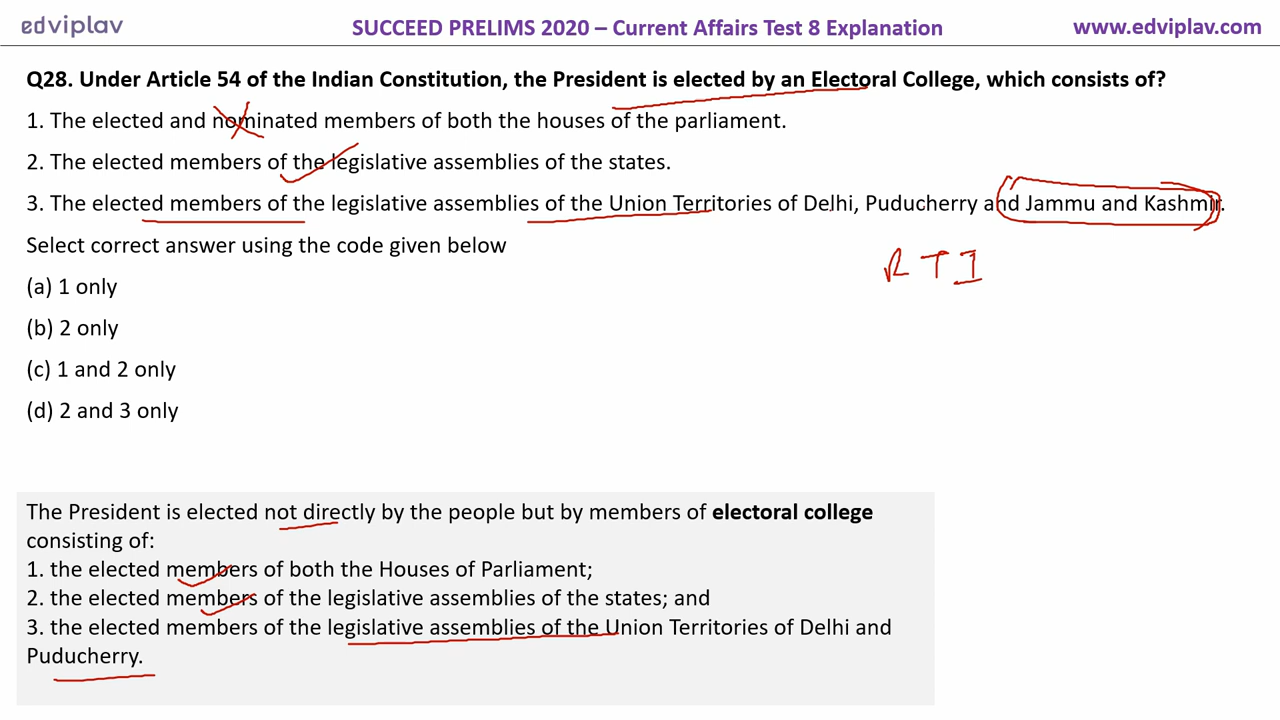 edviplav
SUCCEED PRELIMS 2020 – Current Affairs Test 8 Explanation
www.edviplav.com
Q28. Under Article 54 of the Indian Constitution, the President is elected by an Electoral College, which consists of?
1. The elected and nominated members of both the houses of the parliament.
2. The elected members of the legislative assemblies of the states.
3. The elected members of the legislative assemblies of the Union Territories of Delhi, Puducherry and Jammu and Kashmir.
Select correct answer using the code given below
RTI
(a) 1 only
(b) 2 only
(c) 1 and 2 only
(d) 2 and 3 only
The President is elected not directly by the people but by members of electoral college
consisting of:
1. the elected members of both the Houses of Parliament;
2. the elected members of the legislative assemblies of the states; and
3. the elected members of the legislative assemblies of the Union Territories of Delhi and
Puducherry.